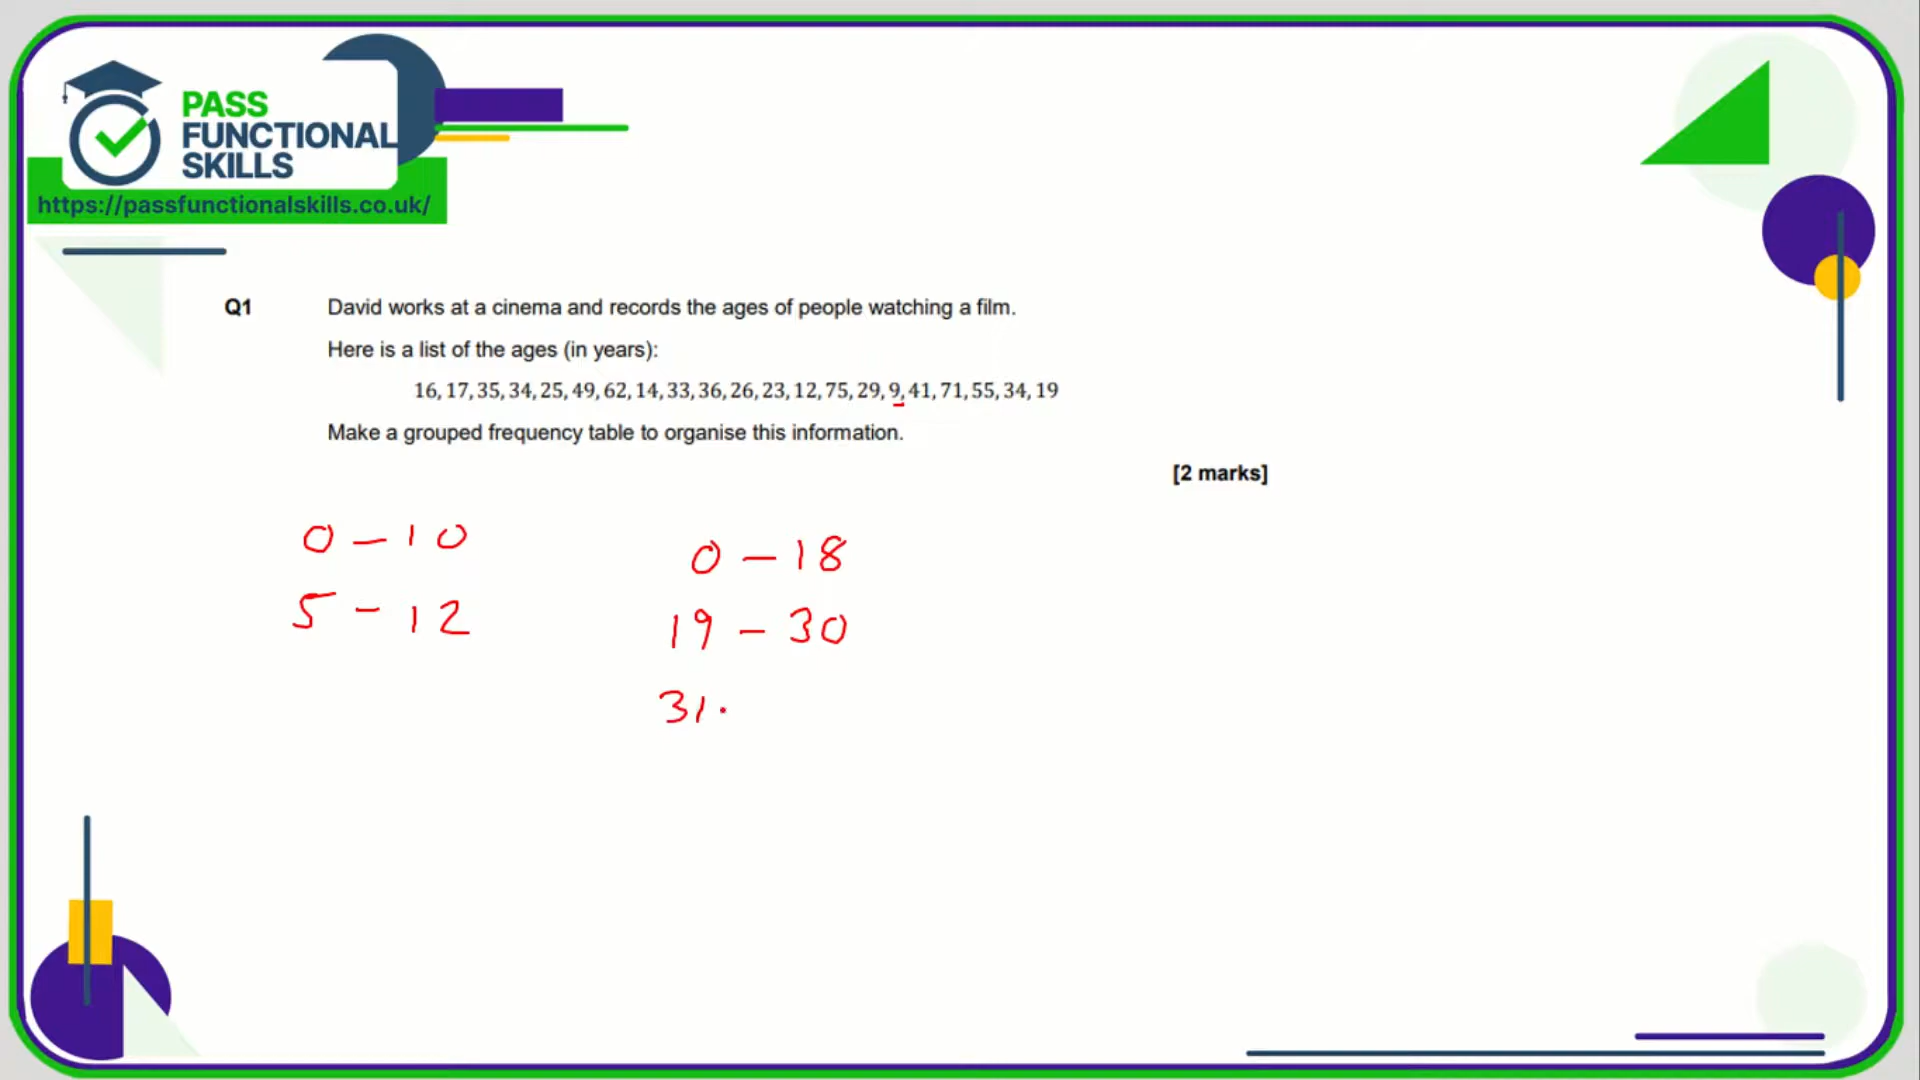 PASS
FUNCTIONAL
SKILLS
https://passfunctionalskills.co.uk/
Q1 David works at a cinema and records the ages of people watching a film.
Here is a list of the ages (in years):
16, 17, 35, 34, 25, 49, 62, 14, 33, 36, 26, 23, 12, 75, 29, 9, 41, 71, 55, 34, 19
Make a grouped frequency table to organise this information.
[2 marks]
0 – 10
5 – 12
0 – 18
19 – 30
31 ·